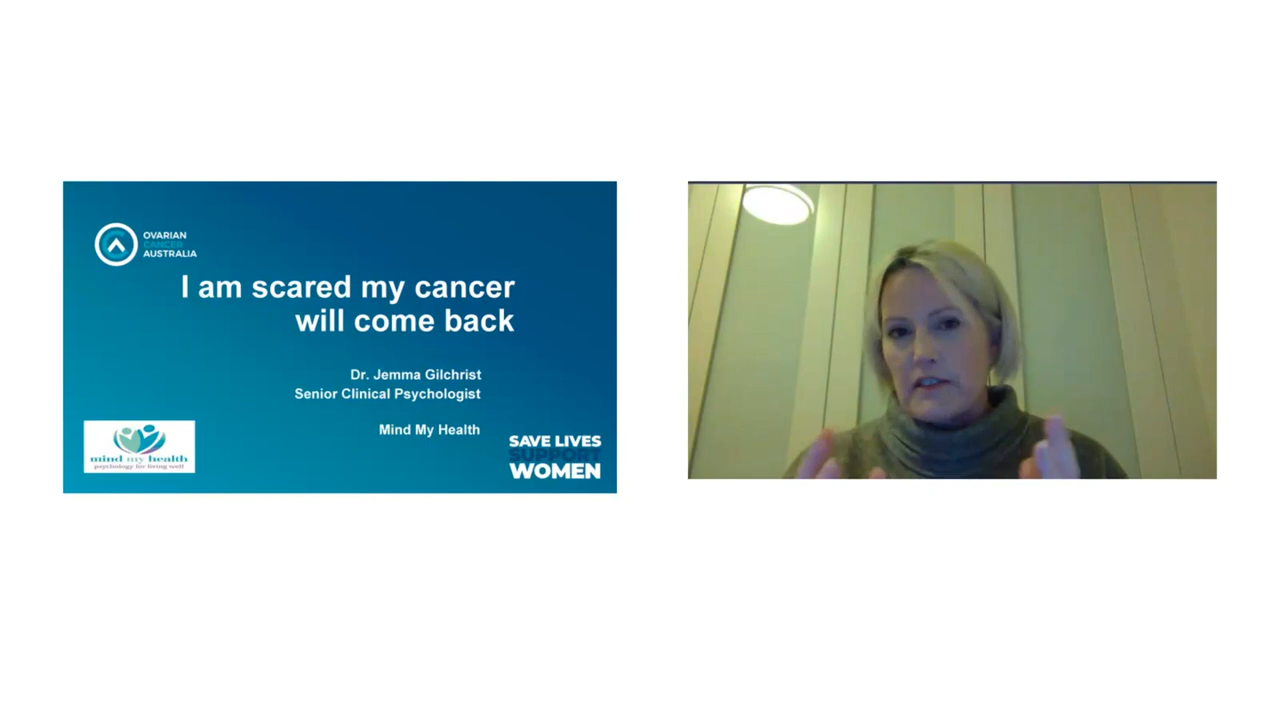 OVARIAN
CANCER
AUSTRALIA
I am scared my cancer
will come back
Dr. Jemma Gilchrist
Senior Clinical Psychologist
Mind My Health
mind my health
psychology for living well
SAVE LIVES
SUPPORT
WOMEN